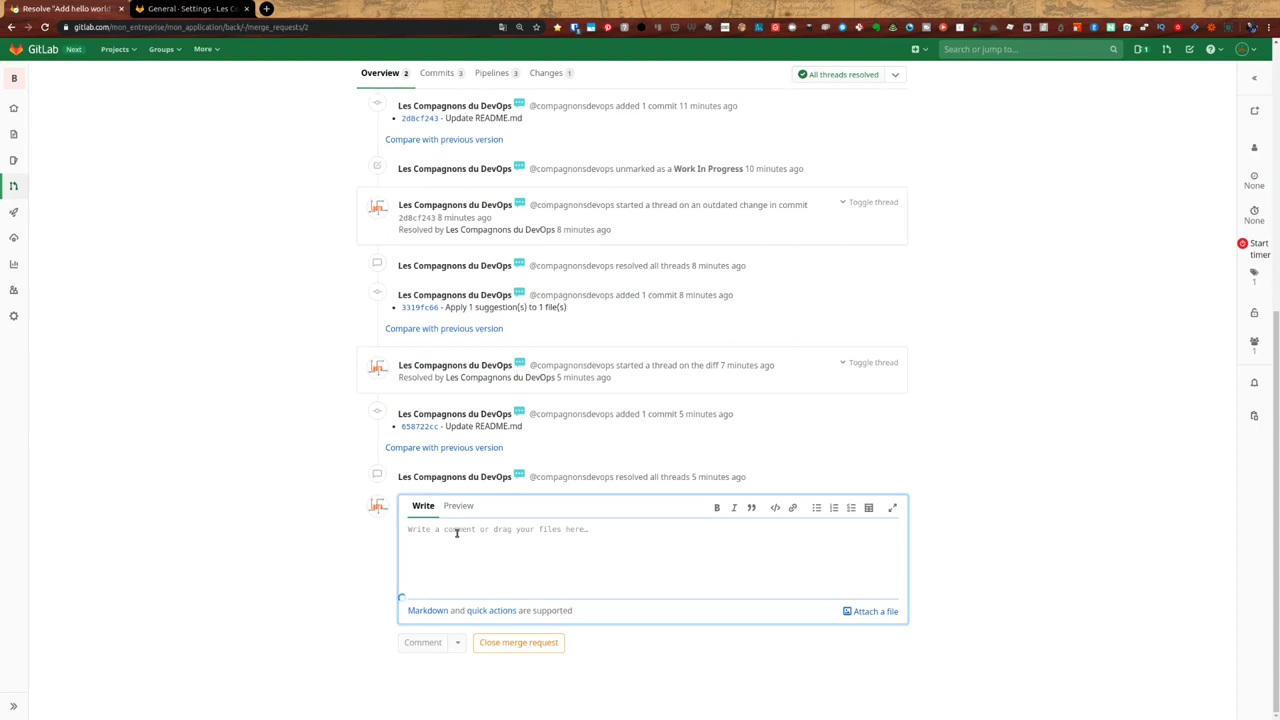 Resolve "Add hello world
General - Settings - Les C
gitlab.com/mon_entreprise/mon_application/back/-/merge_requests/2
GitLab Next Projects Groups More Search or jump to... 1
B
Overview 2 Commits 3 Pipelines 3 Changes 1 All threads resolved
Les Compagnons du DevOps @compagnonsdevops added 1 commit 11 minutes ago
2d8cf243 - Update README.md
Compare with previous version
Les Compagnons du DevOps @compagnonsdevops unmarked as a Work In Progress 10 minutes ago
Les Compagnons du DevOps @compagnonsdevops started a thread on an outdated change in commit Toggle thread
2d8cf243 8 minutes ago
Resolved by Les Compagnons du DevOps 8 minutes ago
Les Compagnons du DevOps @compagnonsdevops resolved all threads 8 minutes ago
Les Compagnons du DevOps @compagnonsdevops added 1 commit 8 minutes ago
3319fc66 - Apply 1 suggestion(s) to 1 file(s)
Compare with previous version
Les Compagnons du DevOps @compagnonsdevops started a thread on the diff 7 minutes ago Toggle thread
Resolved by Les Compagnons du DevOps 5 minutes ago
Les Compagnons du DevOps @compagnonsdevops added 1 commit 5 minutes ago
658722cc - Update README.md
Compare with previous version
Les Compagnons du DevOps @compagnonsdevops resolved all threads 5 minutes ago
Write Preview
Write a comment or drag your files here…
Markdown and quick actions are supported Attach a file
Comment Close merge request
None
None
Start
timer
1
1